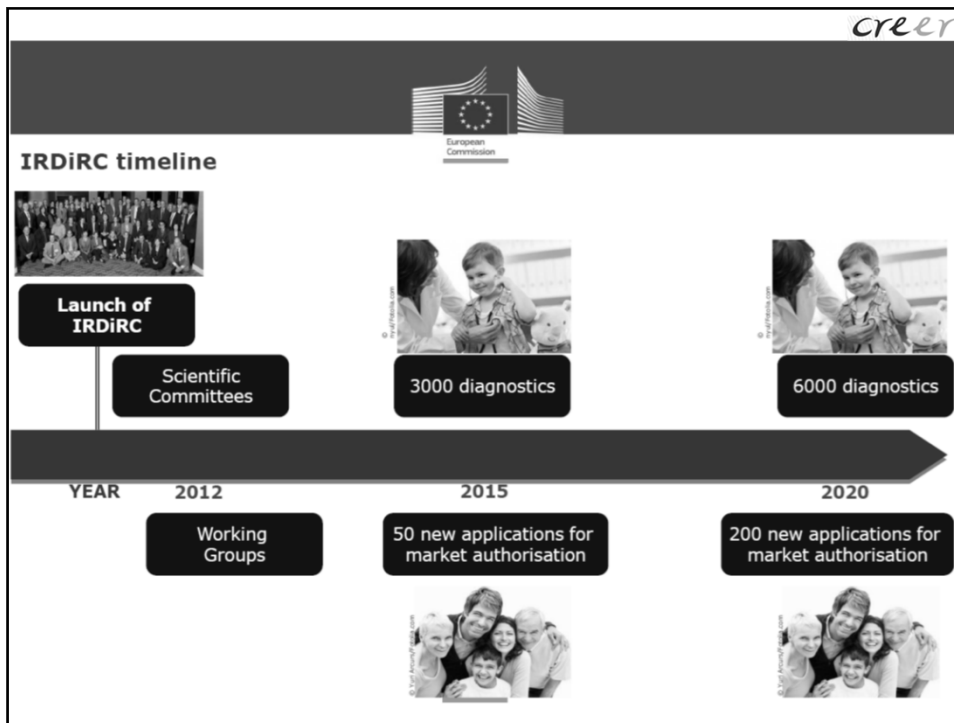 creer
European
Commission
IRDiRC timeline
Launch of
IRDiRC
Scientific
Committees
3000 diagnostics
6000 diagnostics
YEAR 2012 2015 2020
Working
Groups
50 new applications for
market authorisation
200 new applications for
market authorisation